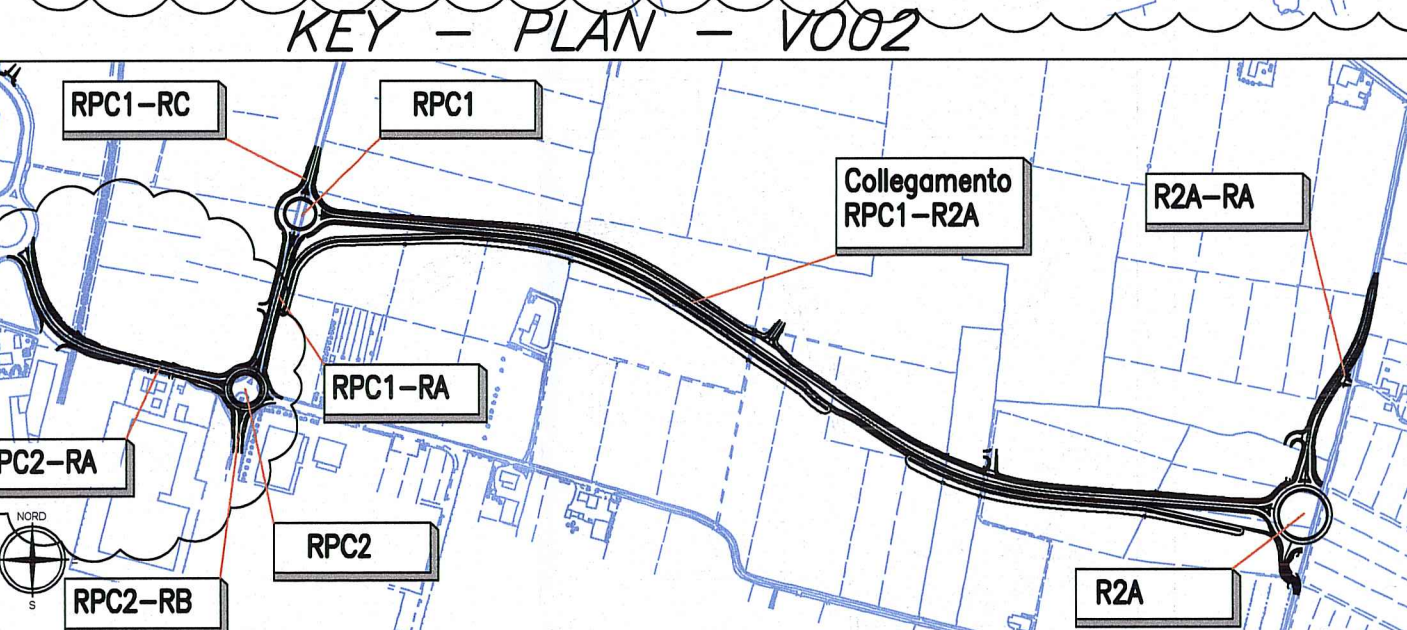 KEY – PLAN – V002
RPC1–RC
RPC1
Collegamento
RPC1–R2A
R2A–RA
RPC1–RA
PC2–RA
NORD
S
RPC2
RPC2–RB
R2A